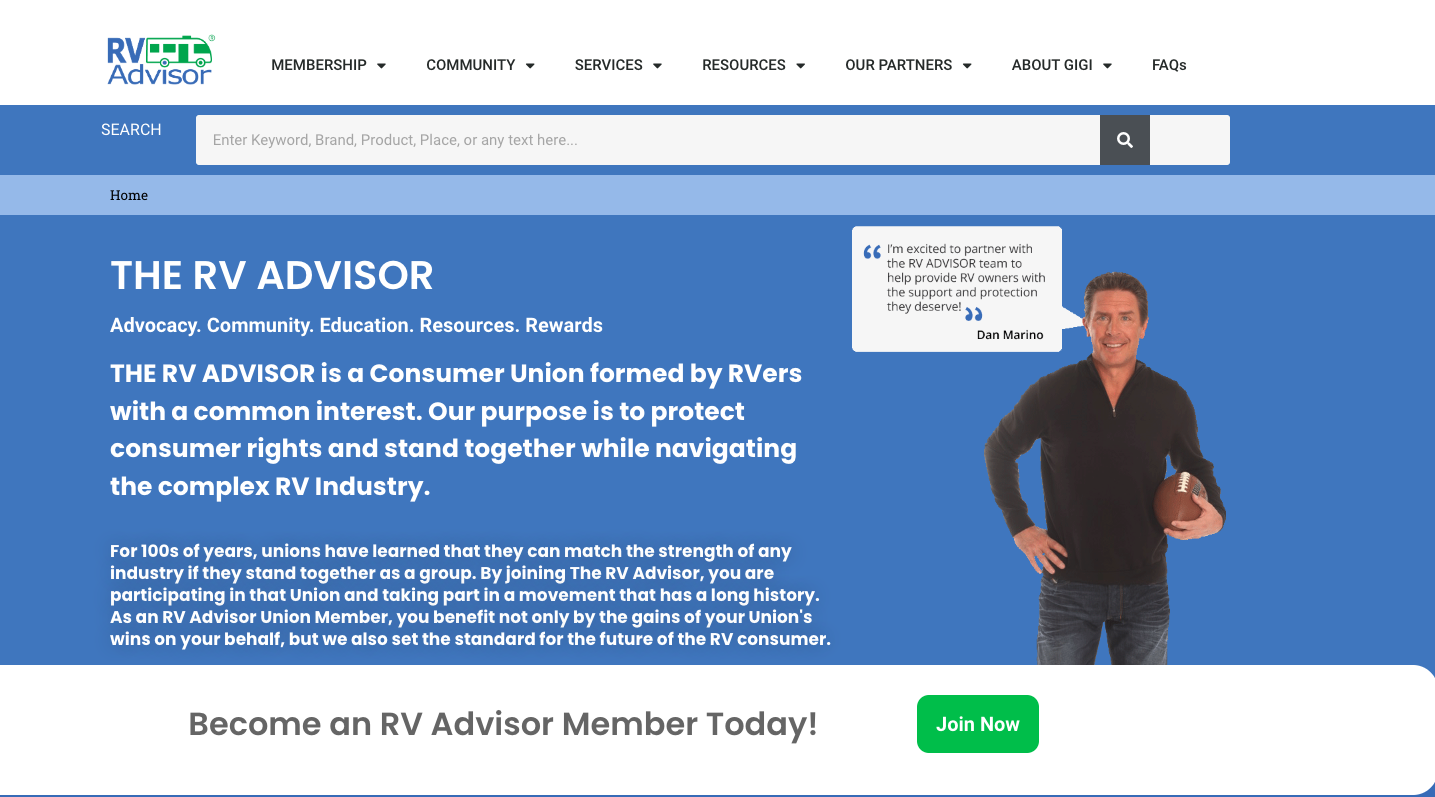 RV
Advisor®
MEMBERSHIP
COMMUNITY
SERVICES
RESOURCES
OUR PARTNERS
ABOUT GIGI
FAQs
SEARCH
Enter Keyword, Brand, Product, Place, or any text here...
Home
THE RV ADVISOR
Advocacy. Community. Education. Resources. Rewards
THE RV ADVISOR is a Consumer Union formed by RVers
with a common interest. Our purpose is to protect
consumer rights and stand together while navigating
the complex RV Industry.
For 100s of years, unions have learned that they can match the strength of any
industry if they stand together as a group. By joining The RV Advisor, you are
participating in that Union and taking part in a movement that has a long history.
As an RV Advisor Union Member, you benefit not only by the gains of your Union's
wins on your behalf, but we also set the standard for the future of the RV consumer.
“ I’m excited to partner with
the RV ADVISOR team to
help provide RV owners with
the support and protection
they deserve! ”
Dan Marino
Become an RV Advisor Member Today!
Join Now